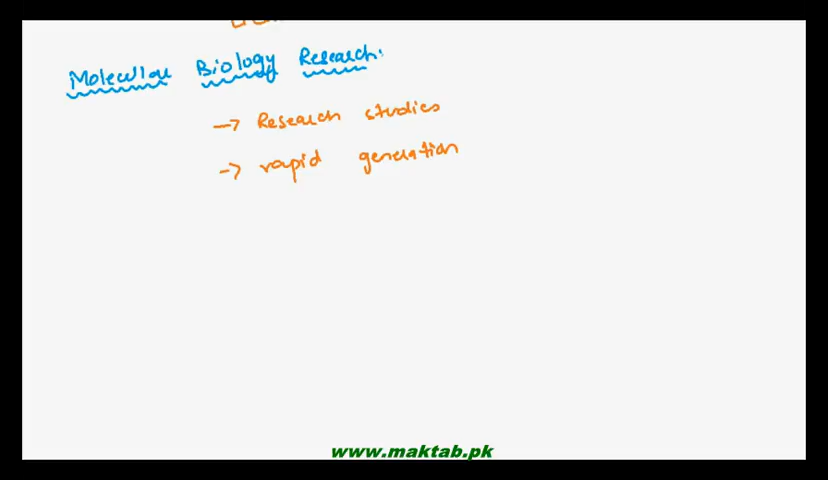 Molecular Biology Research:
→ Research studies
→ rapid generation
www.maktab.pk